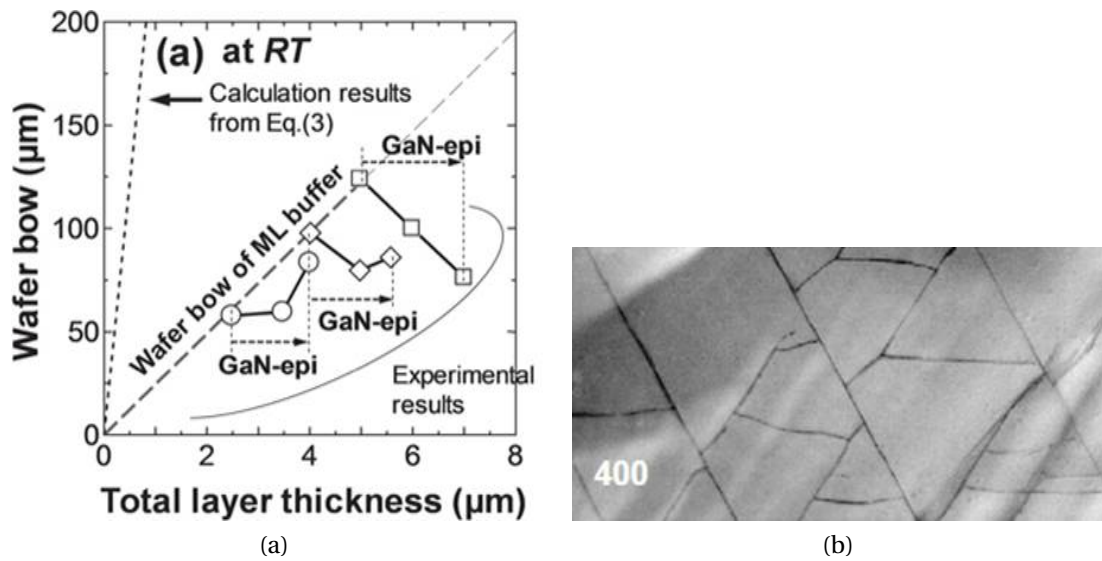 200
150
100
50
0
Wafer bow (μm)
(a) at RT
Calculation results
from Eq.(3)
GaN-epi
Wafer bow of ML buffer
GaN-epi
GaN-epi
Experimental
results
0 2 4 6 8
Total layer thickness (μm)
(a)
400
(b)